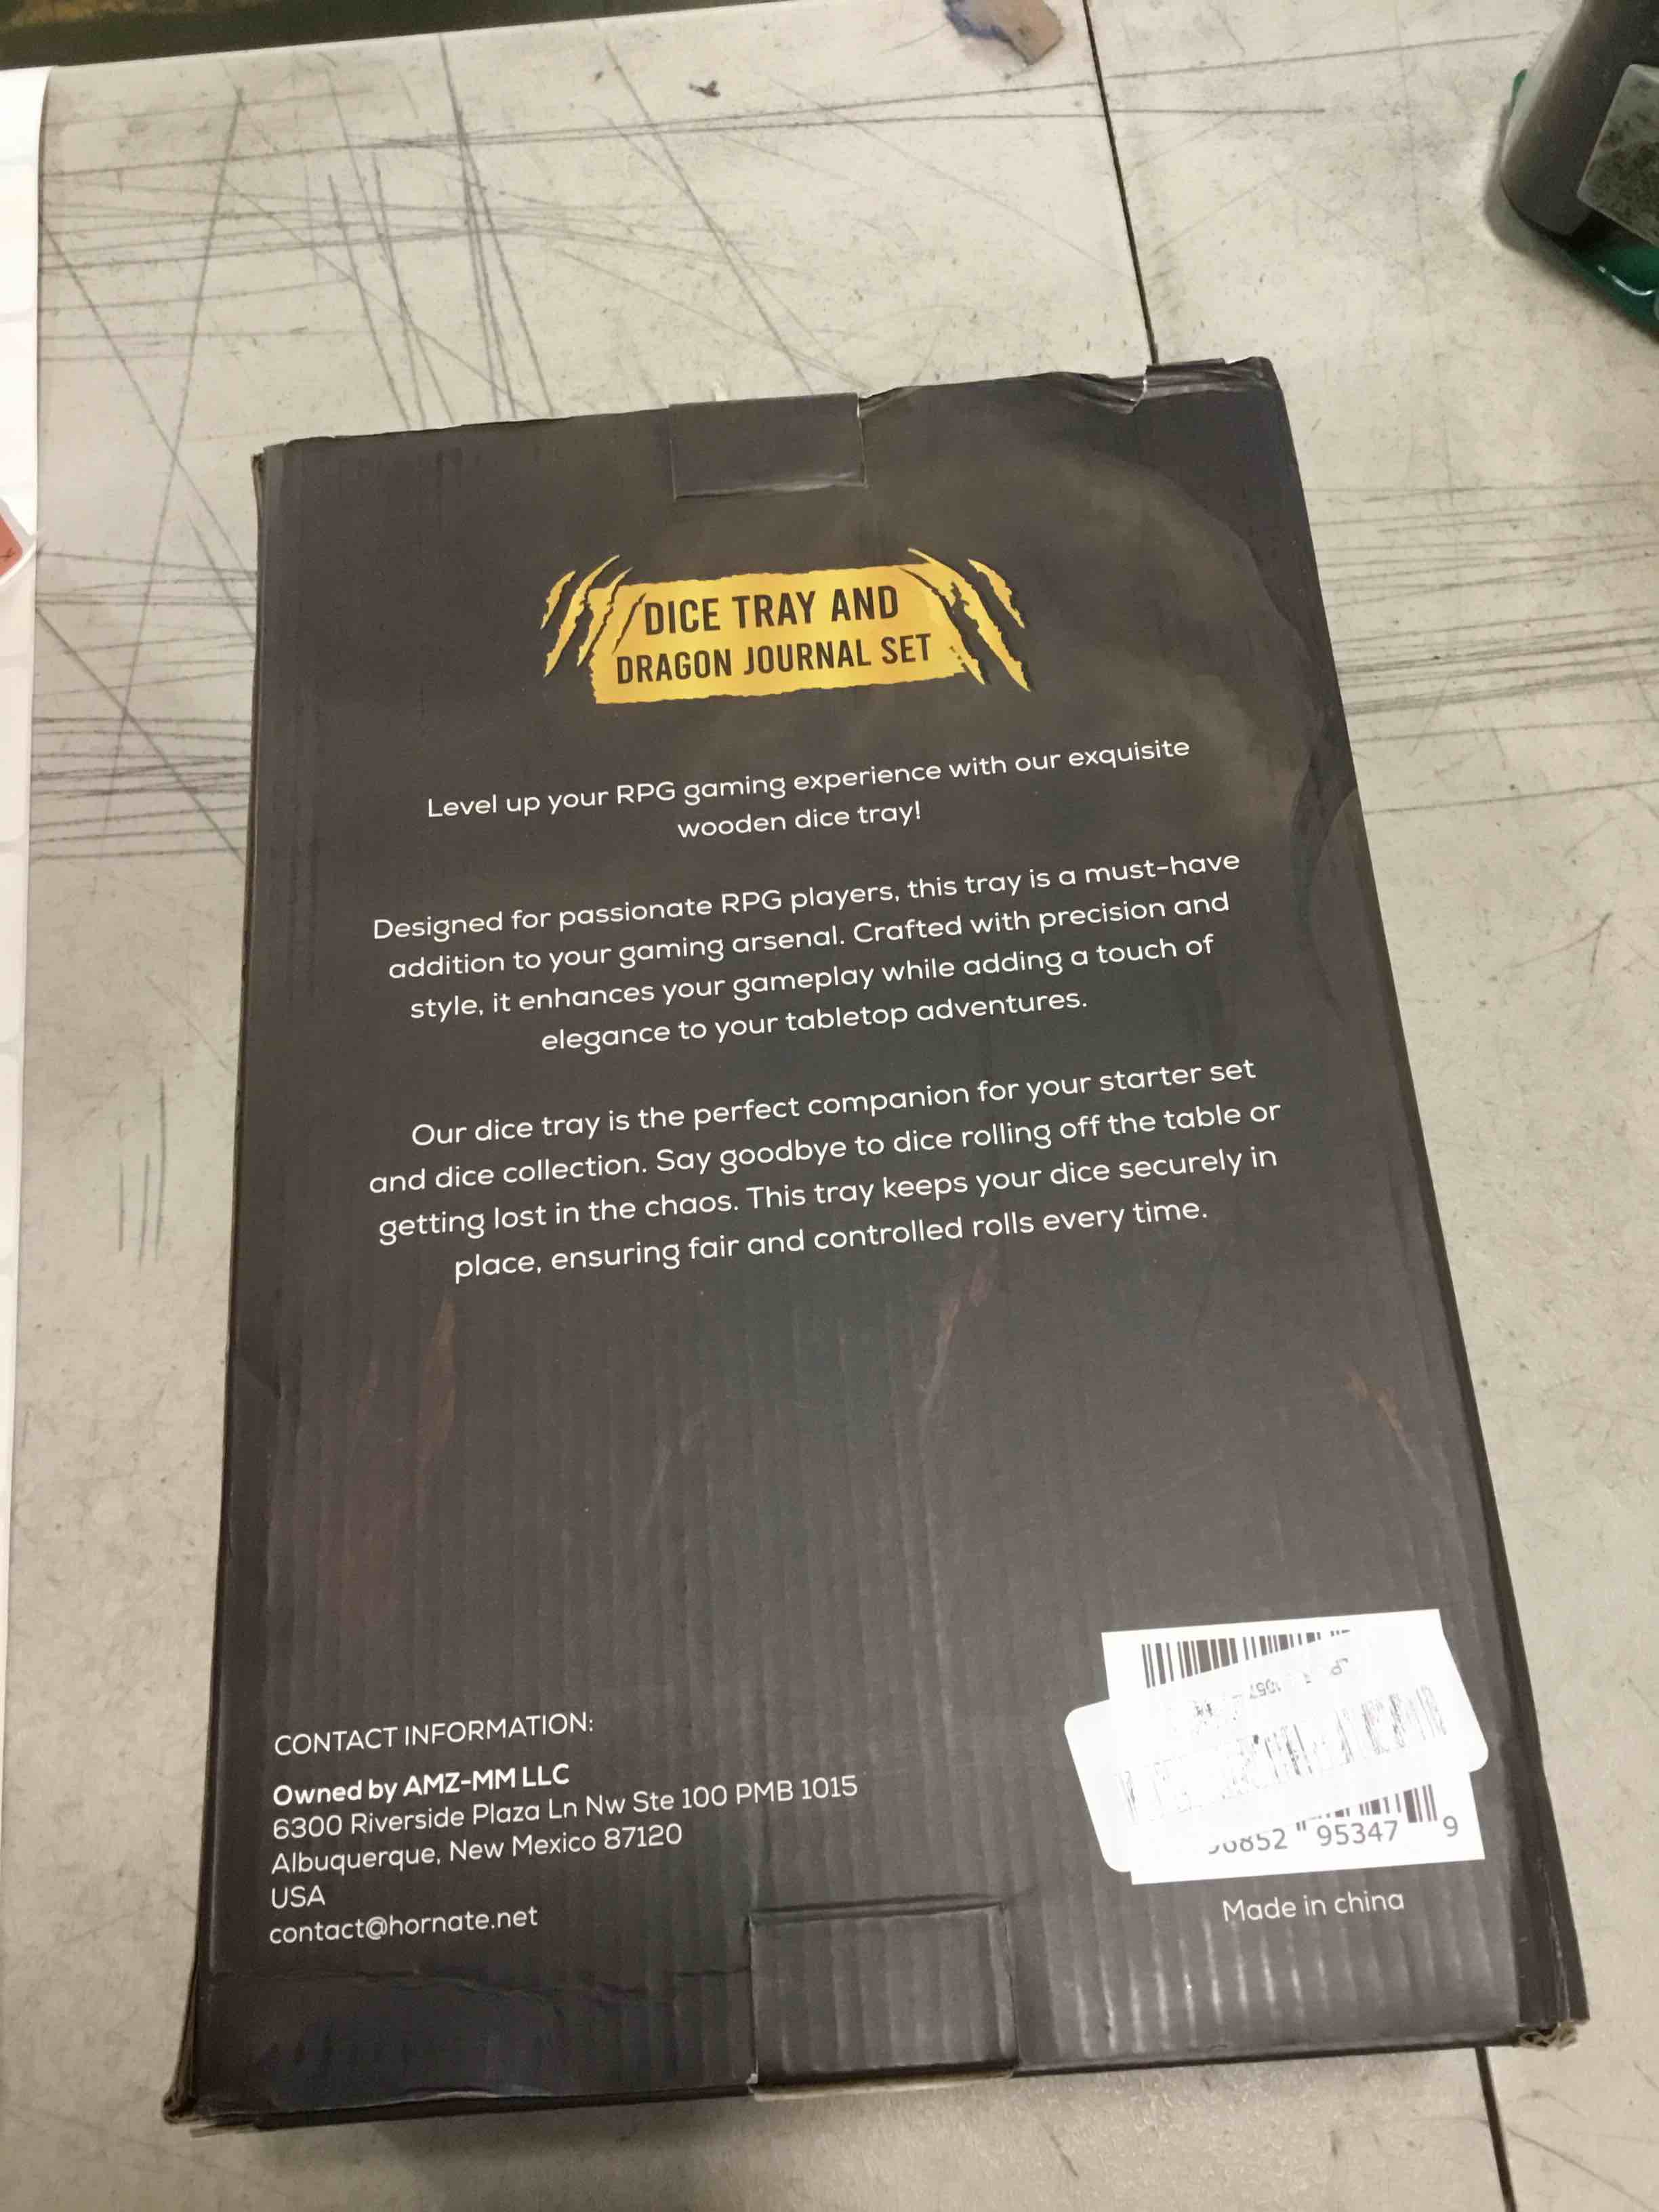 DICE TRAY AND
DRAGON JOURNAL SET
Level up your RPG gaming experience with our exquisite
wooden dice tray!
Designed for passionate RPG players, this tray is a must-have
addition to your gaming arsenal. Crafted with precision and
style, it enhances your gameplay while adding a touch of
elegance to your tabletop adventures.
Our dice tray is the perfect companion for your starter set
and dice collection. Say goodbye to dice rolling off the table or
getting lost in the chaos. This tray keeps your dice securely in
place, ensuring fair and controlled rolls every time.
CONTACT INFORMATION:
Owned by AMZ-MM LLC
6300 Riverside Plaza Ln Nw Ste 100 PMB 1015
Albuquerque, New Mexico 87120
USA
contact@hornate.net
95347 9
Made in china